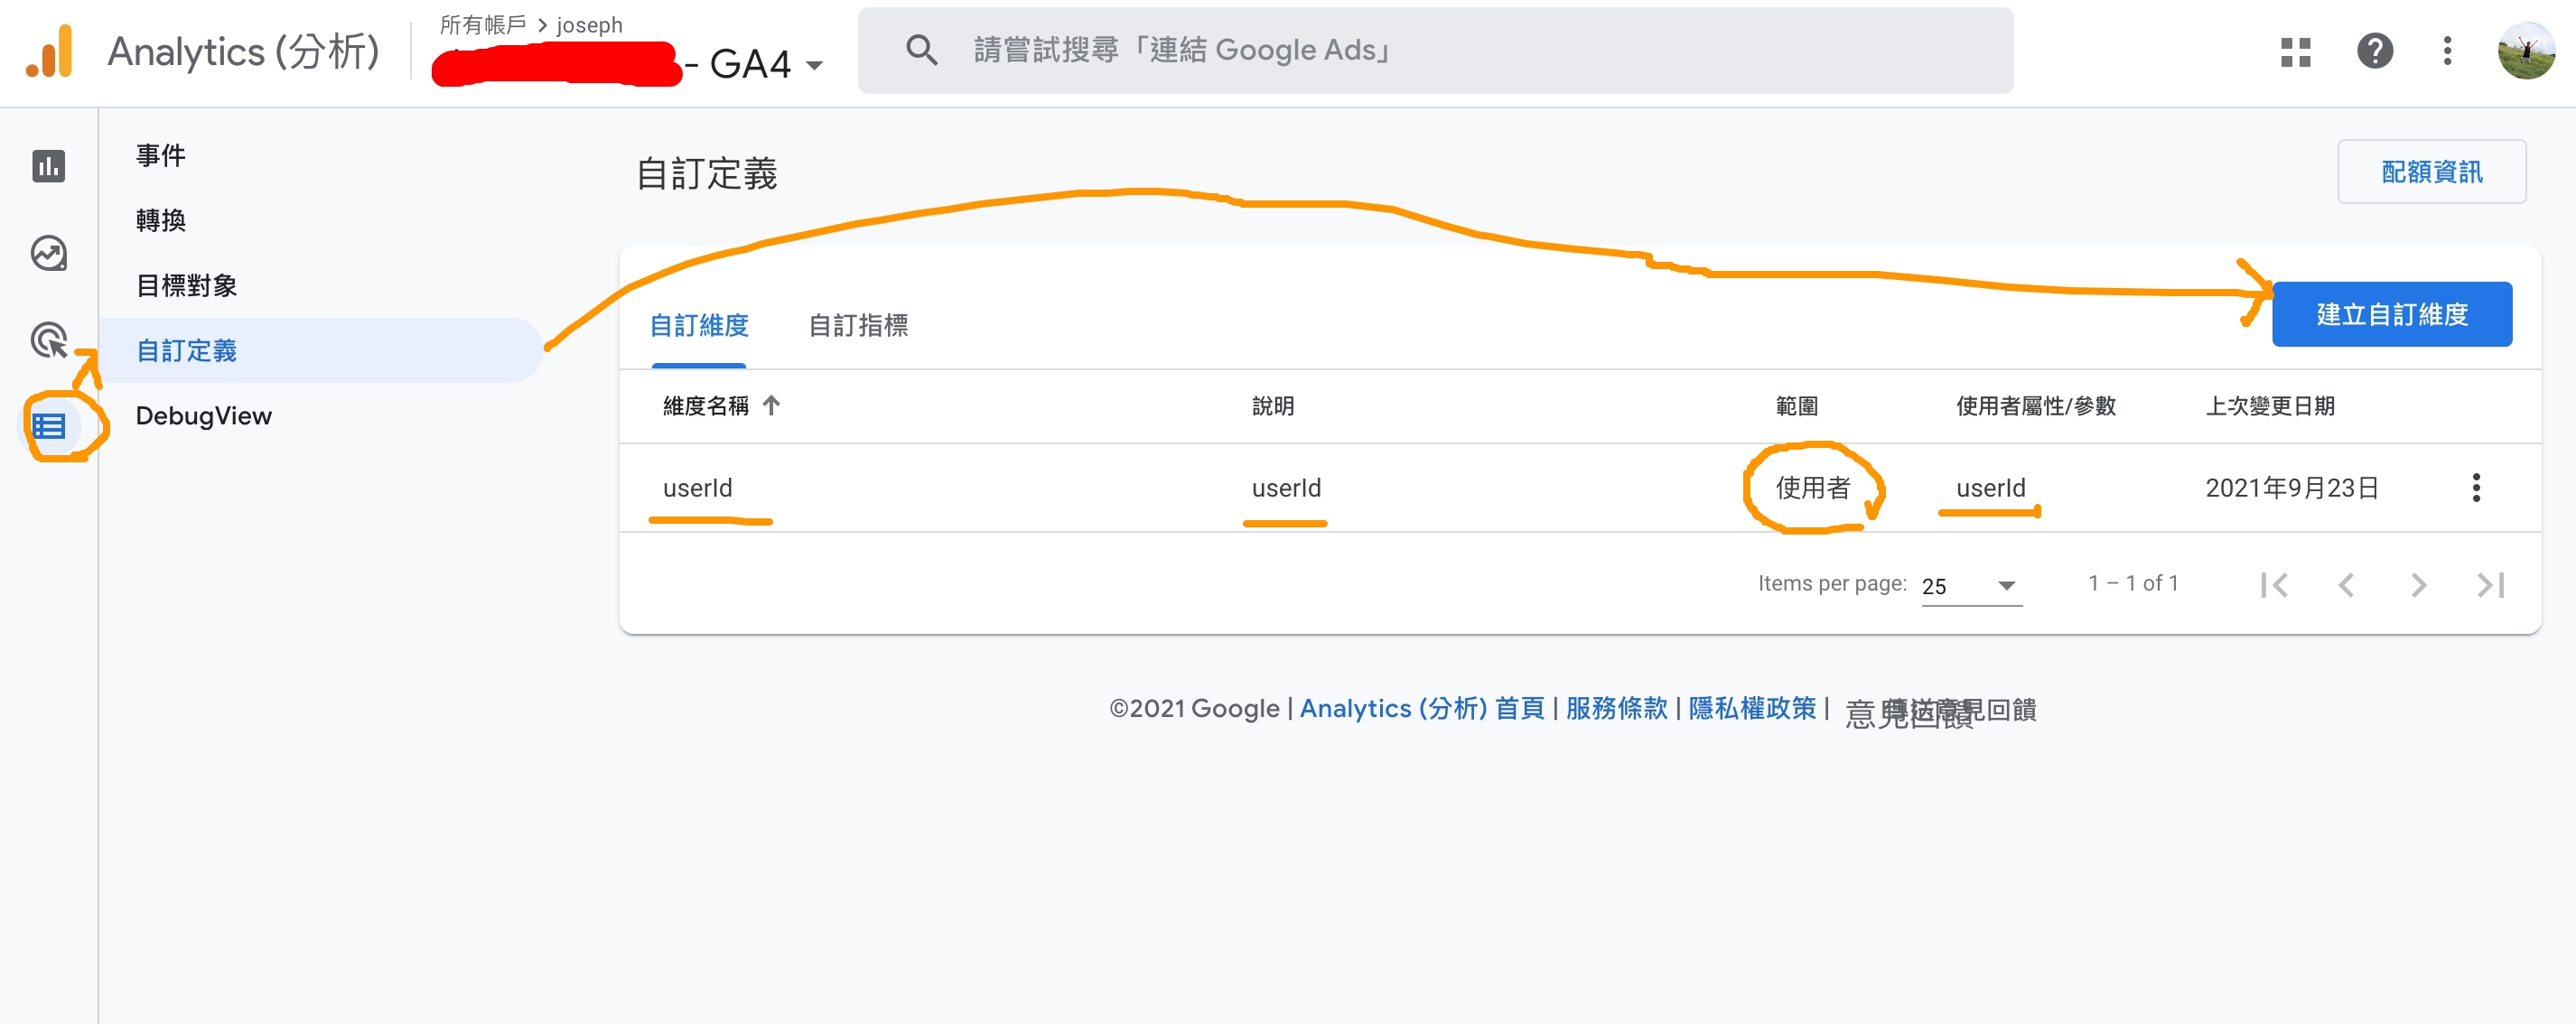 Analytics (分析)
所有帳戶 > joseph
- GA4
請嘗試搜尋「連結 Google Ads」
事件
轉換
目標對象
自訂定義
DebugView
自訂定義
配額資訊
自訂維度 自訂指標
建立自訂維度
維度名稱 說明 範圍 使用者屬性/參數 上次變更日期
userId userId 使用者 userId 2021年9月23日
Items per page: 25 1 – 1 of 1
©2021 Google | Analytics (分析) 首頁 | 服務條款 | 隱私權政策 | 意見回饋